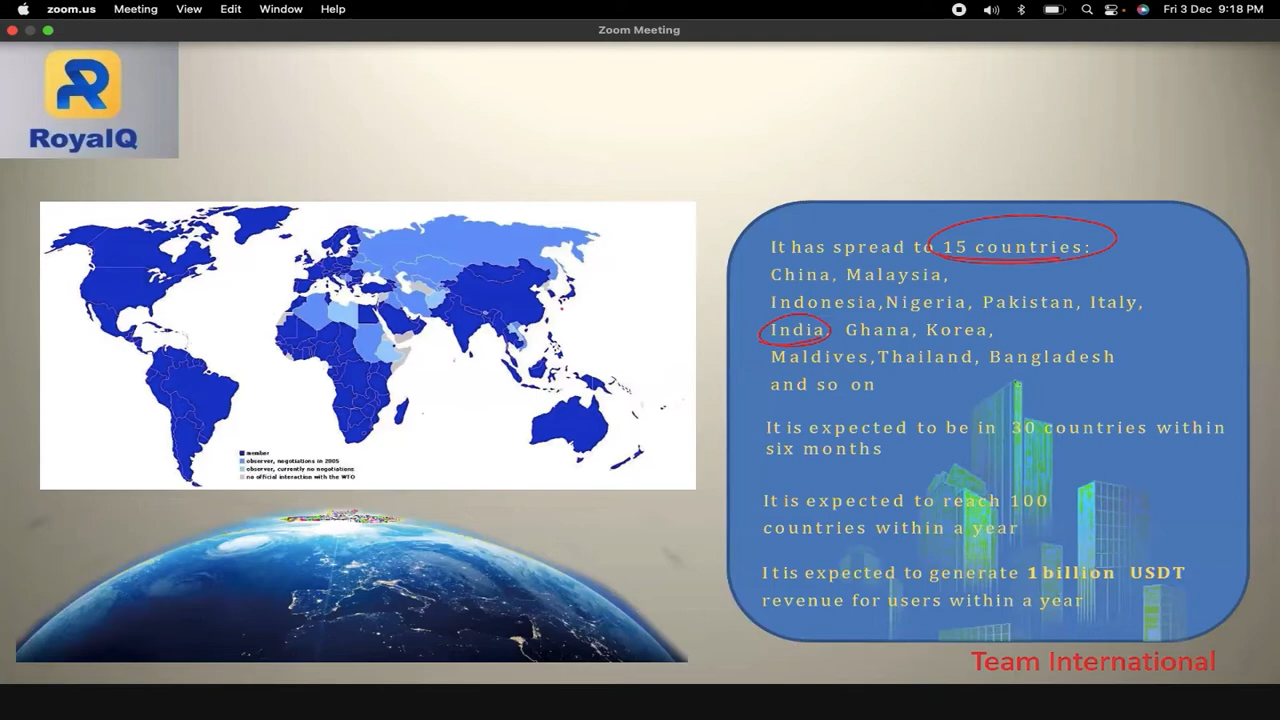 zoom.us Meeting View Edit Window Help Fri 3 Dec 9:18 PM
Zoom Meeting
RoyalQ
It has spread to 15 countries:
China, Malaysia,
Indonesia,Nigeria, Pakistan, Italy,
India, Ghana, Korea,
Maldives,Thailand, Bangladesh
and so on
It is expected to be in 30 countries within
six months
It is expected to reach 100
countries within a year
It is expected to generate 1 billion USDT
revenue for users within a year
member
observer, negotiations in 2005
observer, currently no negotiations
no official interaction with the WTO
Team International